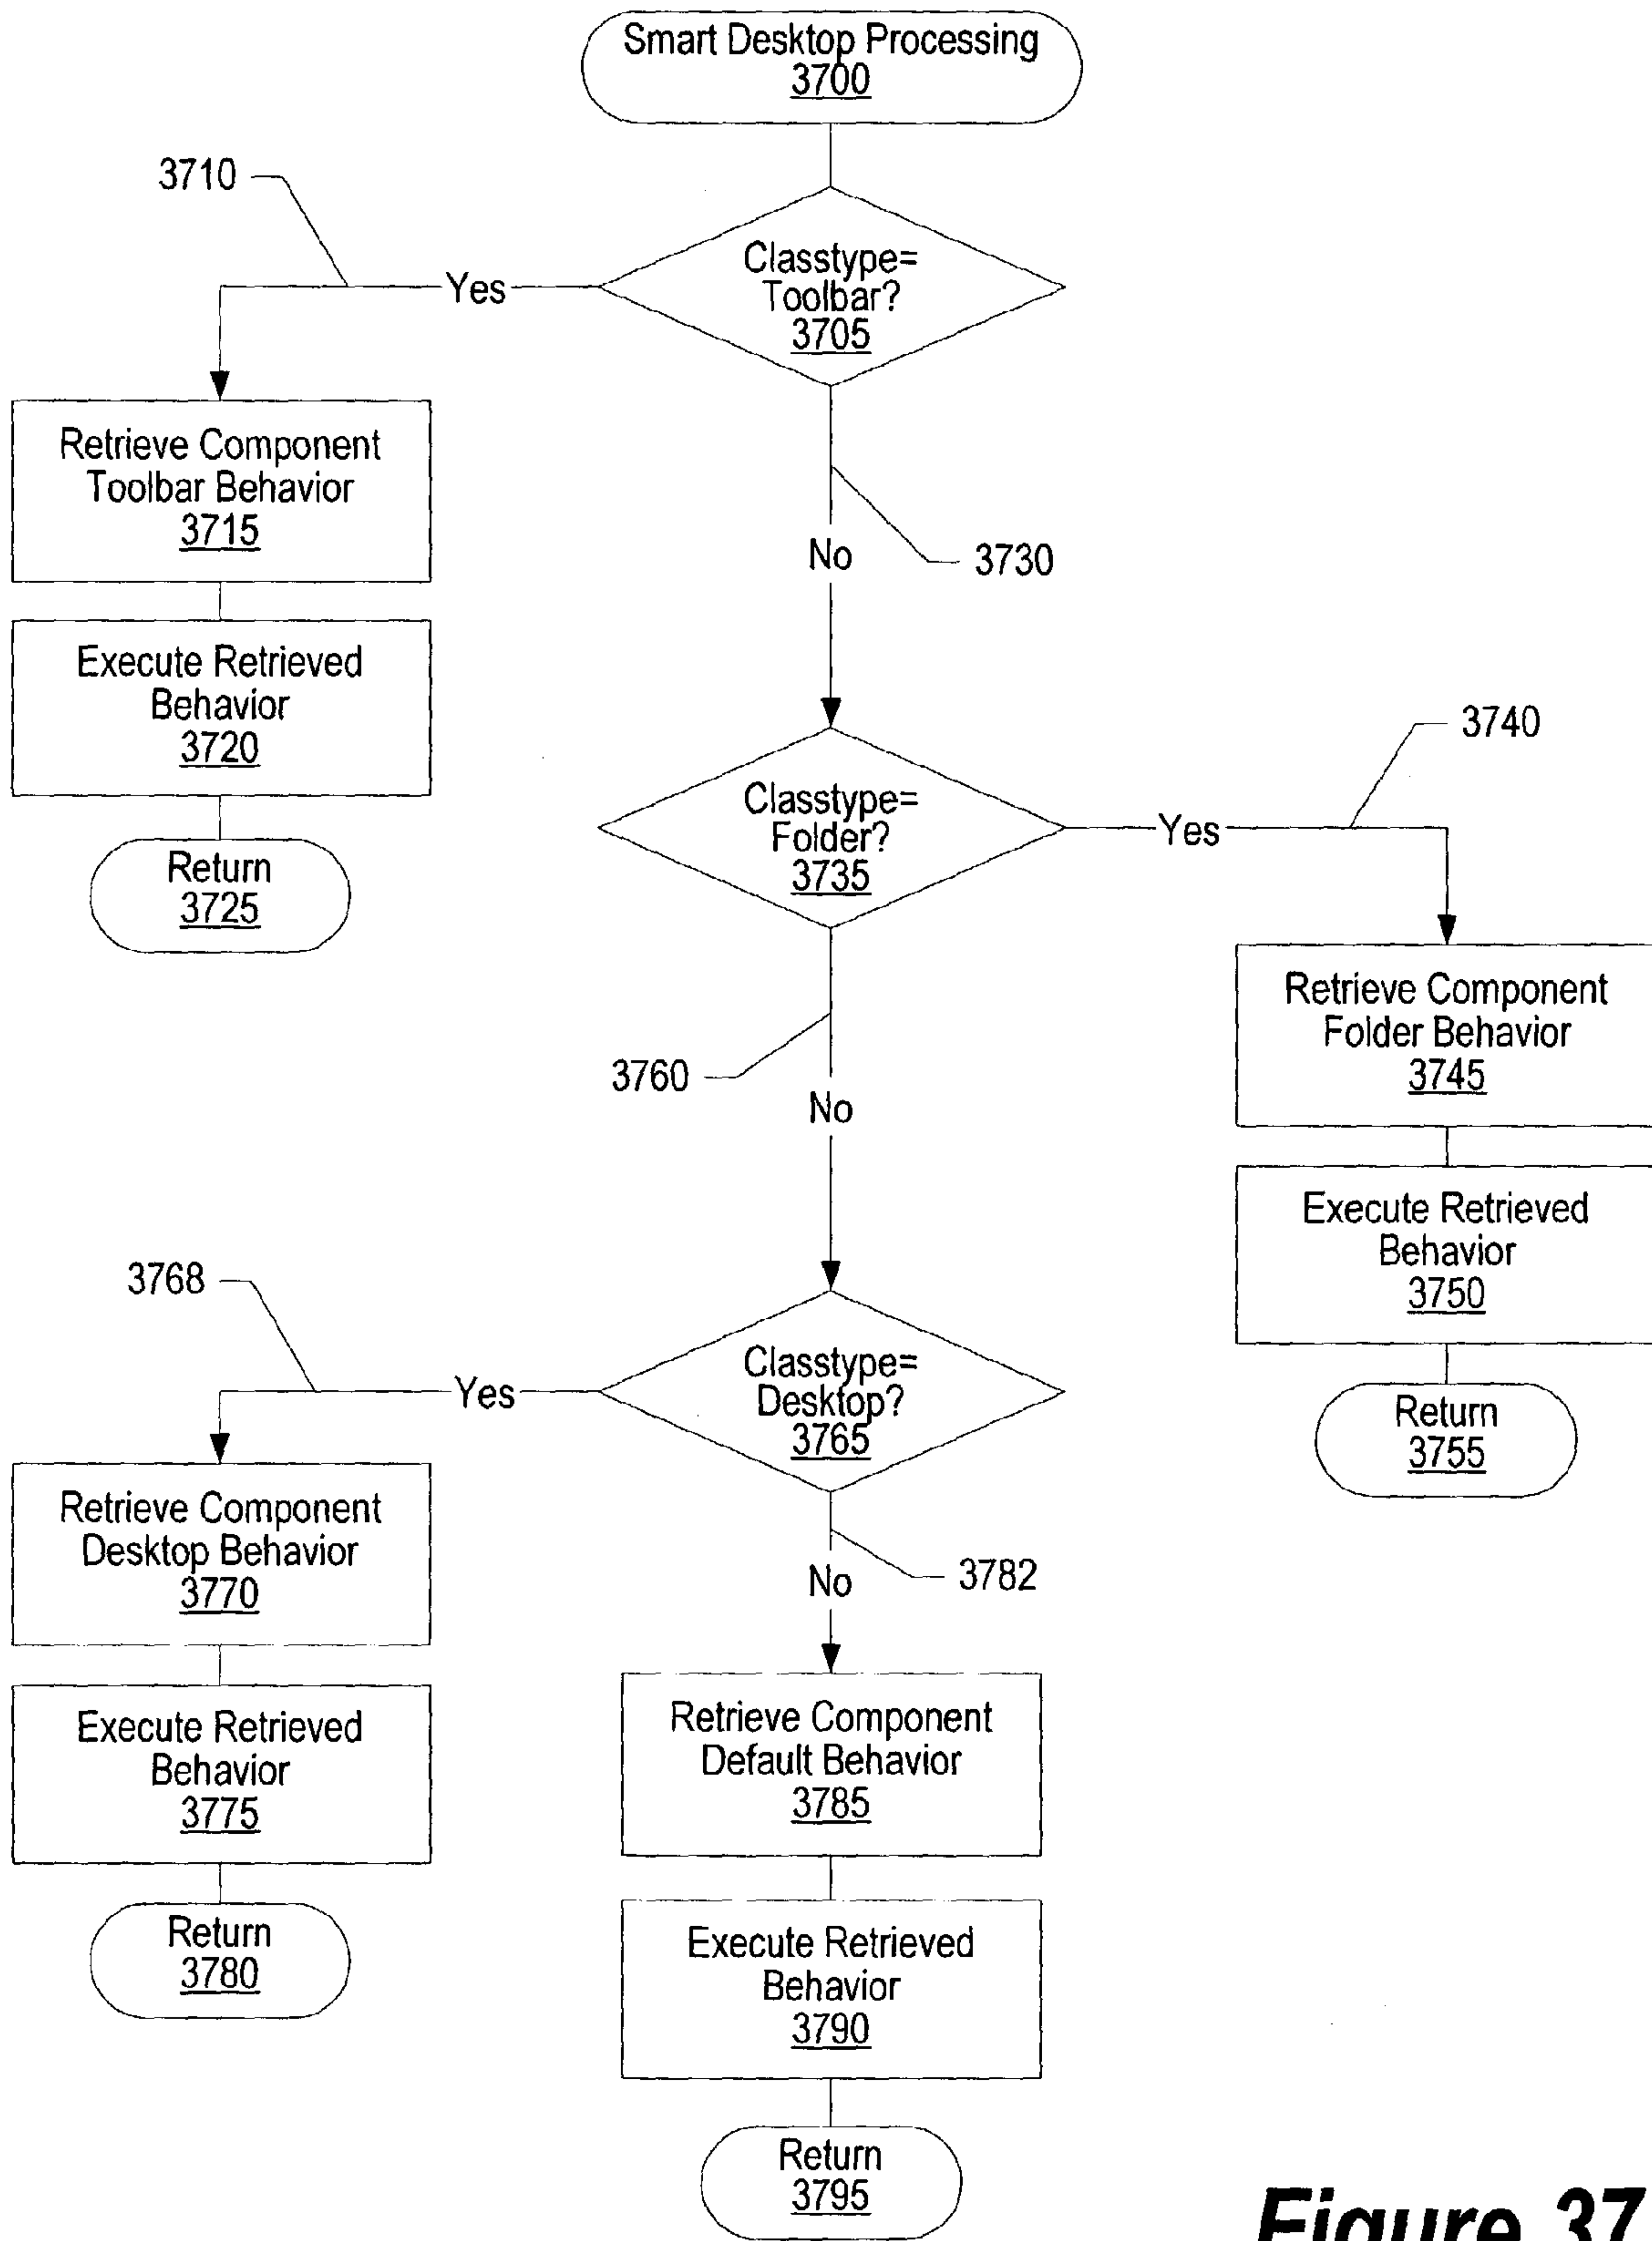 Smart Desktop Processing
3700
3710
Yes
Classtype=
Toolbar?
3705
Retrieve Component
Toolbar Behavior
3715
Execute Retrieved
Behavior
3720
Return
3725
3730
No
Classtype=
Folder?
3735
Yes
3740
Retrieve Component
Folder Behavior
3745
Execute Retrieved
Behavior
3750
Return
3755
3760
No
3768
Yes
Classtype=
Desktop?
3765
Retrieve Component
Desktop Behavior
3770
Execute Retrieved
Behavior
3775
Return
3780
3782
No
Retrieve Component
Default Behavior
3785
Execute Retrieved
Behavior
3790
Return
3795
Figure 37